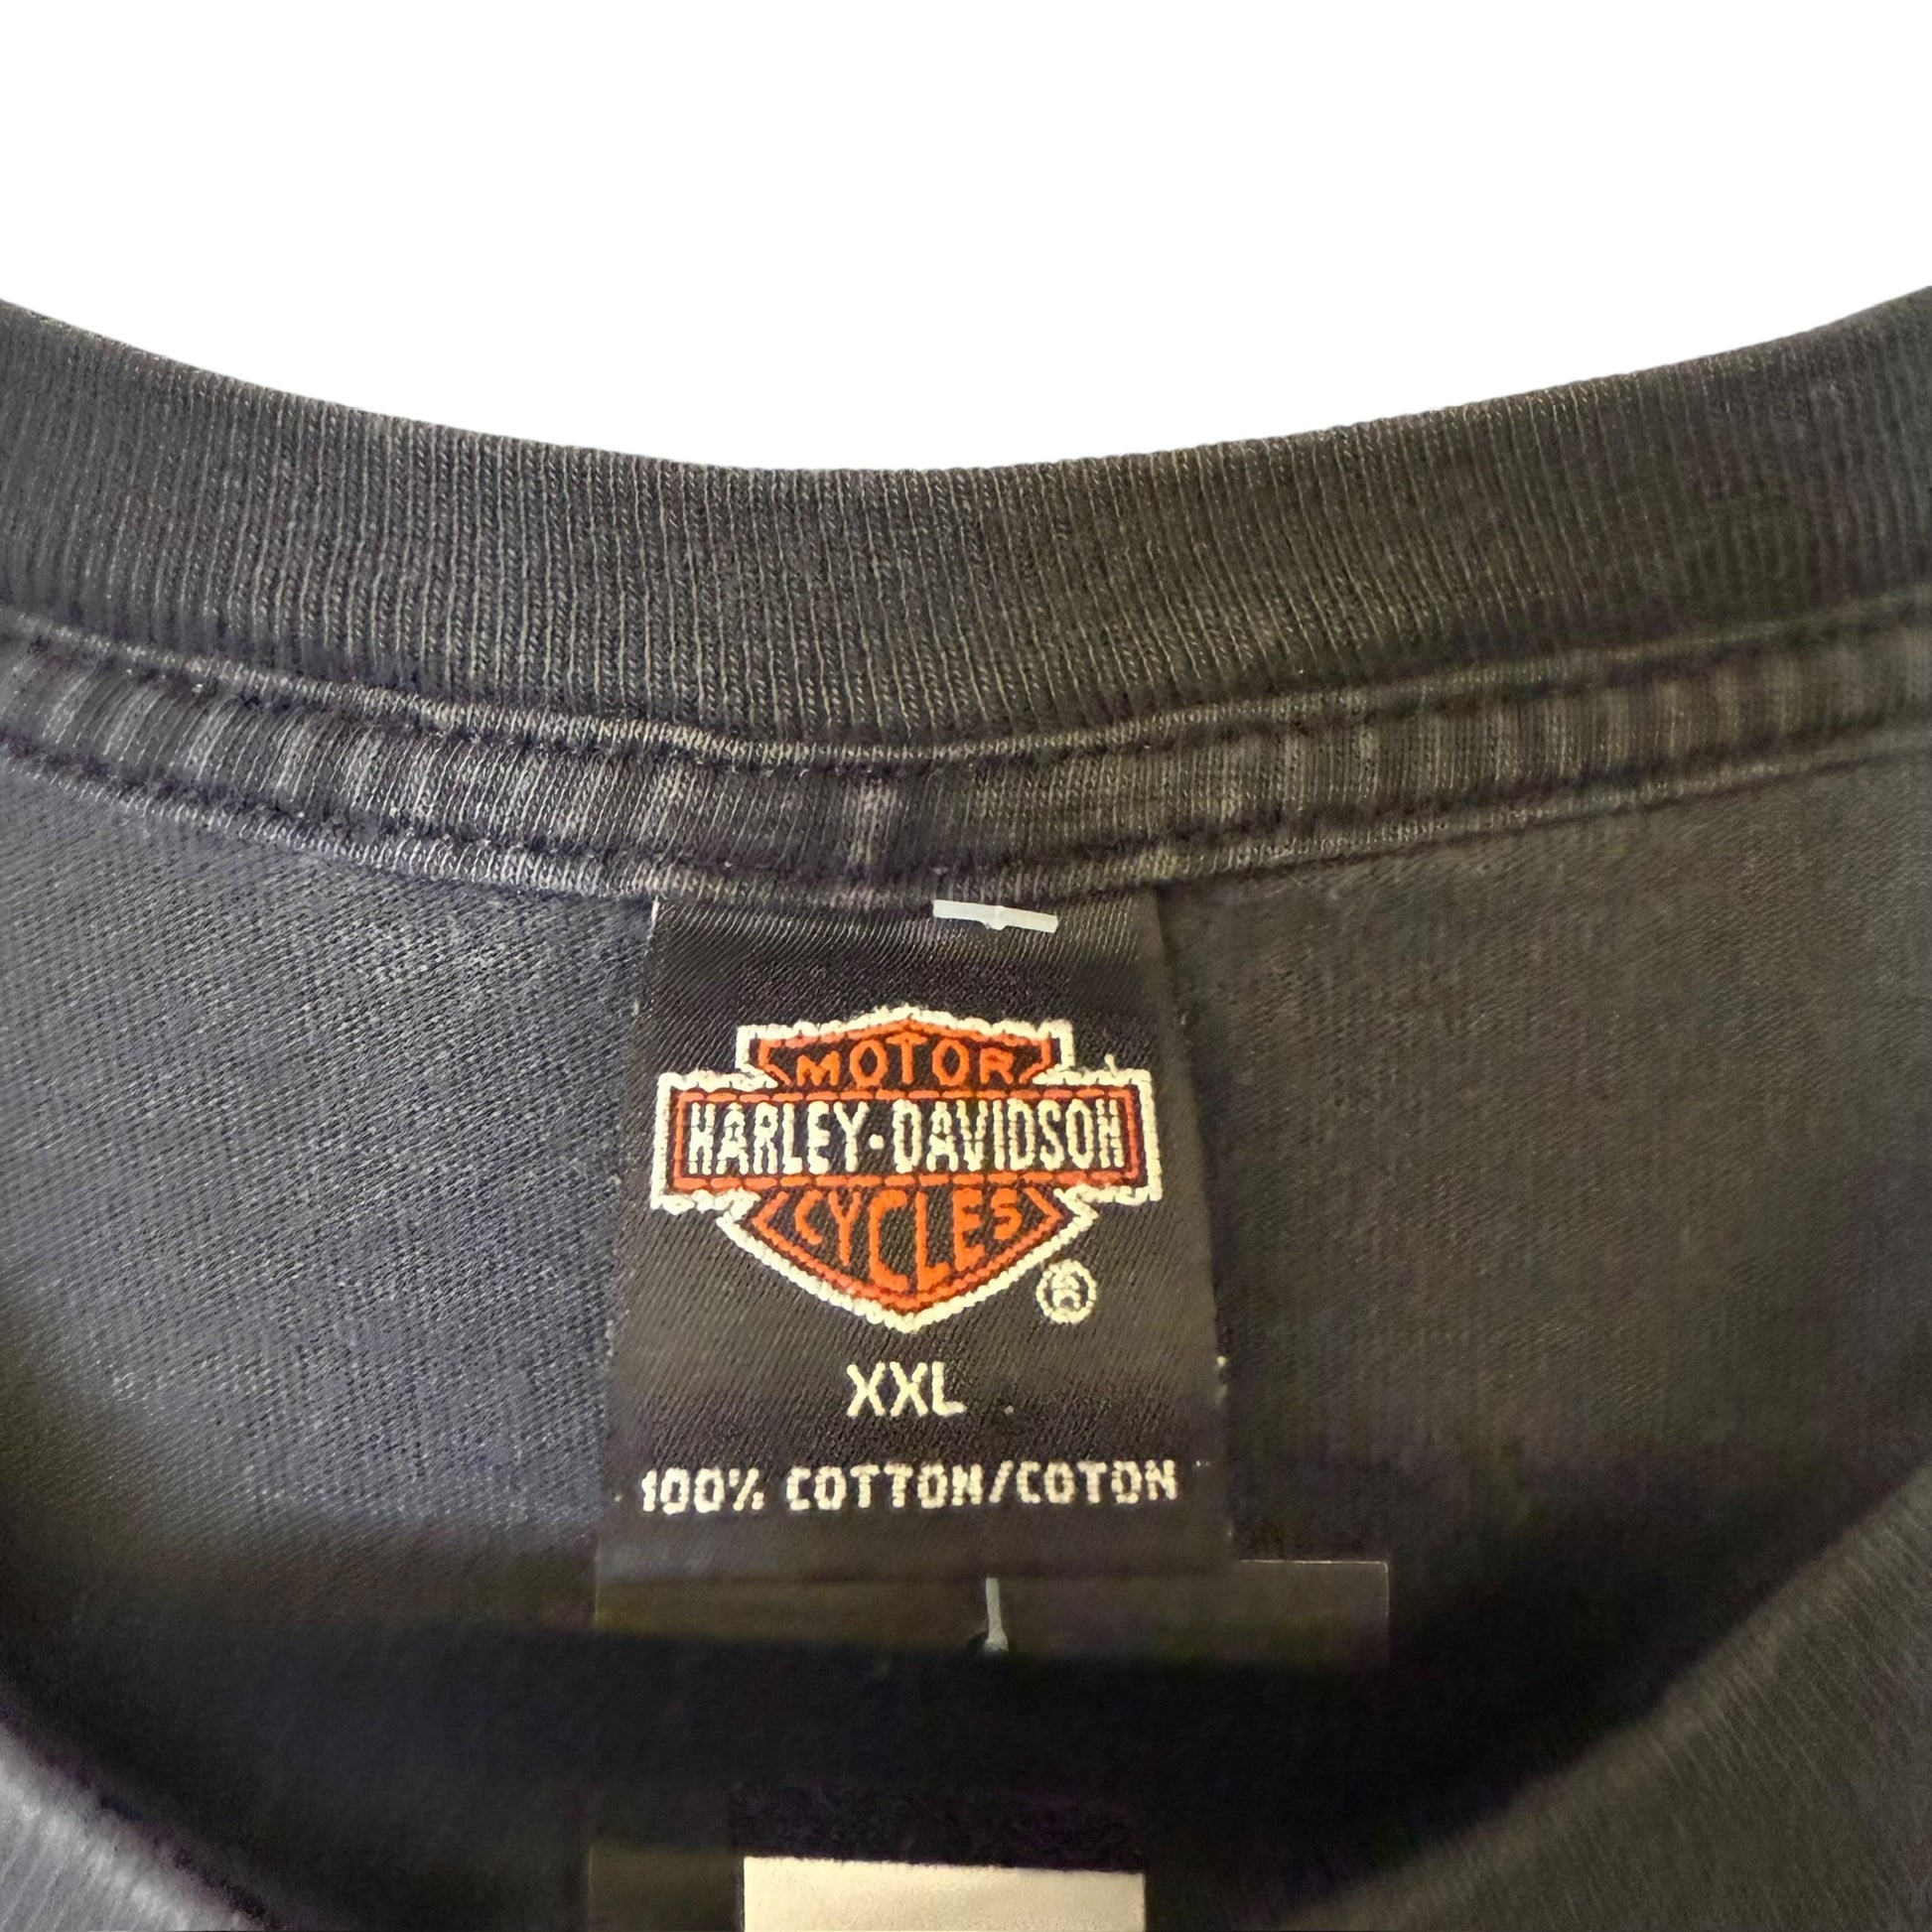 MOTOR
HARLEY-DAVIDSON
CYCLES
®
XXL
100% COTTON/COTON